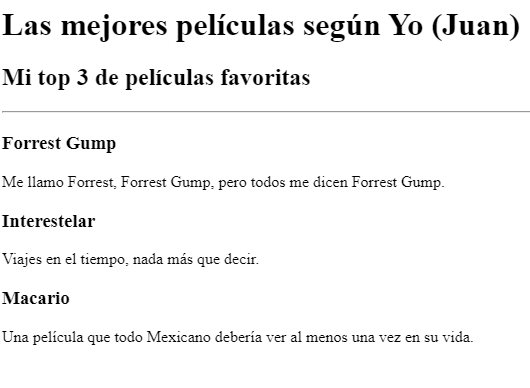 Las mejores películas según Yo (Juan)
Mi top 3 de películas favoritas
Forrest Gump
Me llamo Forrest, Forrest Gump, pero todos me dicen Forrest Gump.
Interestelar
Viajes en el tiempo, nada más que decir.
Macario
Una película que todo Mexicano debería ver al menos una vez en su vida.